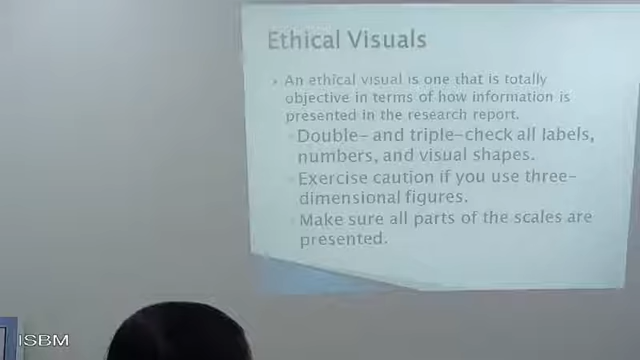 Ethical Visuals
An ethical visual is one that is totally
objective in terms of how information is
presented in the research report.
Double- and triple-check all labels,
numbers, and visual shapes.
Exercise caution if you use three-
dimensional figures.
Make sure all parts of the scales are
presented.
ISBM